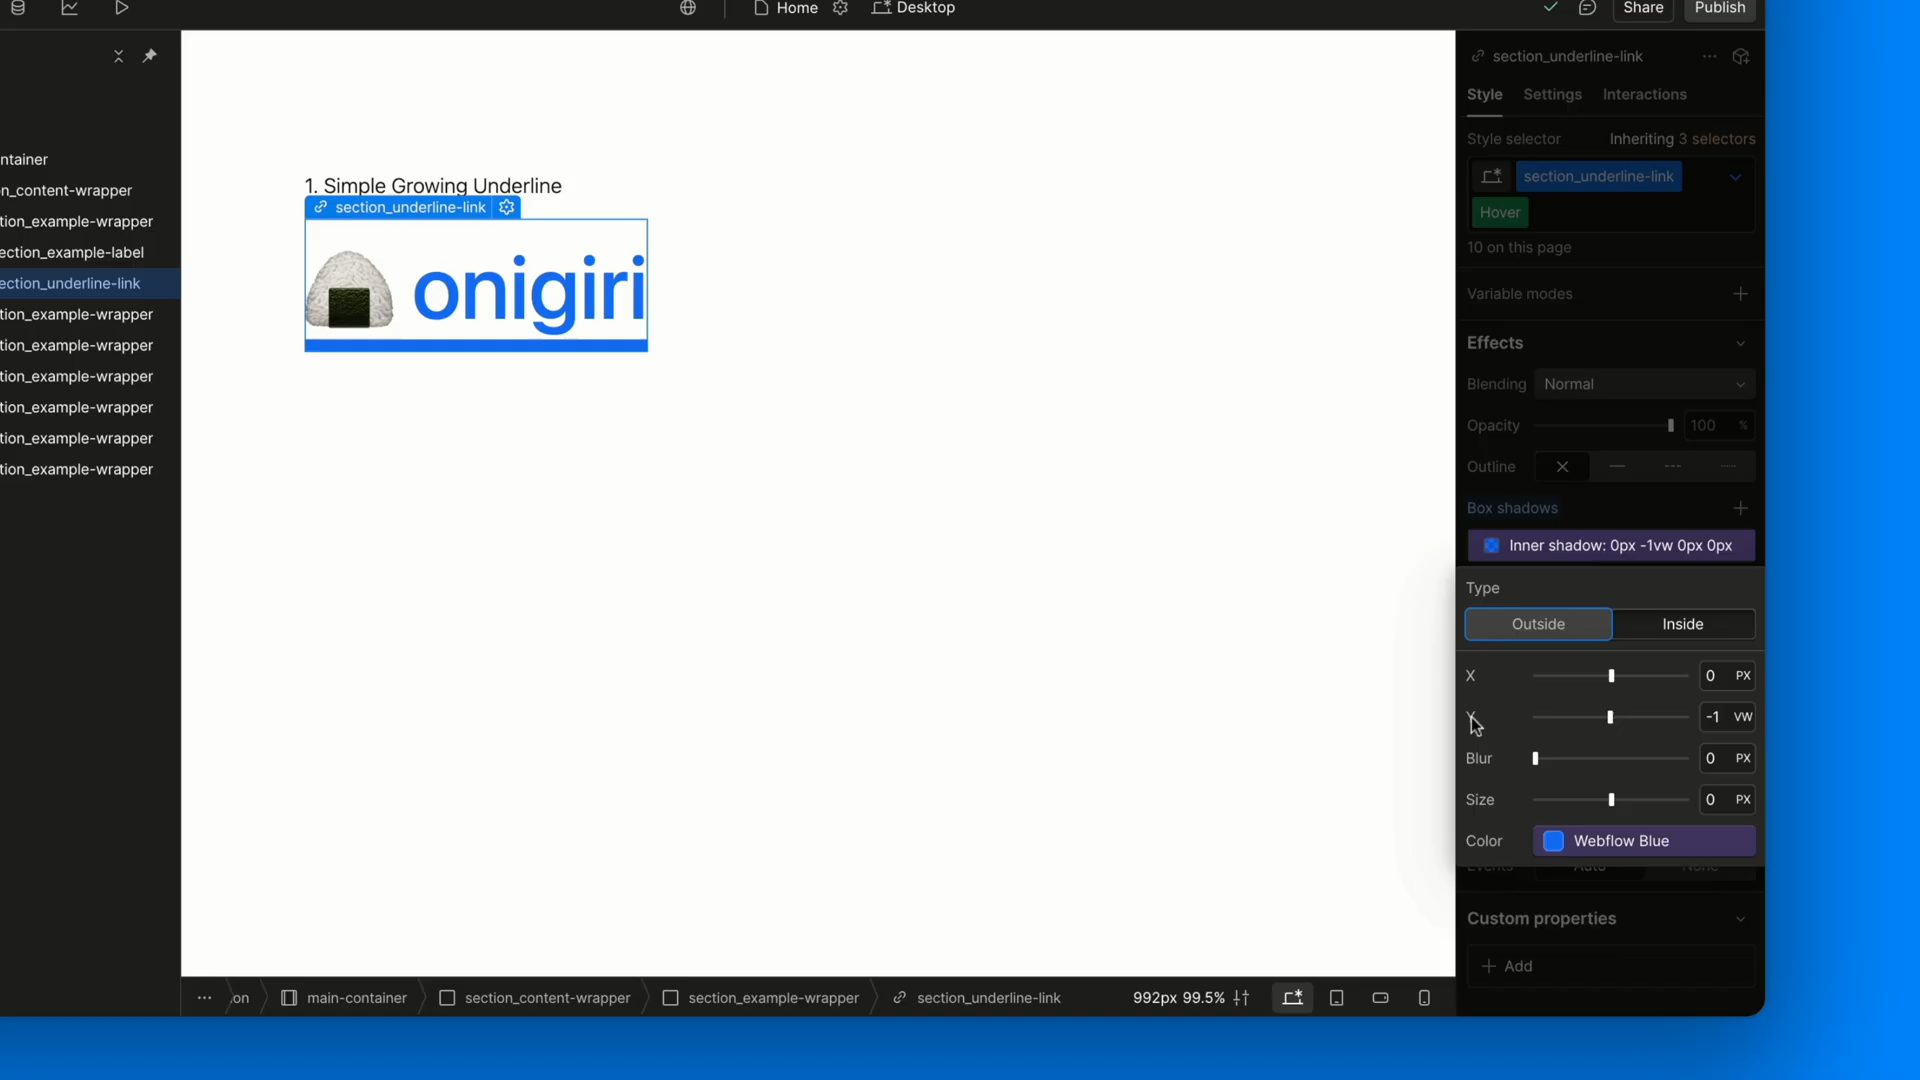 Home
Desktop
Share
Publish
ntainer
n_content-wrapper
tion_example-wrapper
ection_example-label
ection_underline-link
tion_example-wrapper
tion_example-wrapper
tion_example-wrapper
tion_example-wrapper
tion_example-wrapper
tion_example-wrapper
1. Simple Growing Underline
section_underline-link
onigiri
section_underline-link
Style Settings Interactions
Style selector Inheriting 3 selectors
section_underline-link
Hover
10 on this page
Variable modes
Effects
Blending Normal
Opacity 100 %
Outline
Box shadows
Inner shadow: 0px -1vw 0px 0px
Type
Outside Inside
X 0 PX
Y -1 VW
Blur 0 PX
Size 0 PX
Color Webflow Blue
Events Auto None
Custom properties
Add
... on main-container section_content-wrapper section_example-wrapper section_underline-link 992px 99.5%